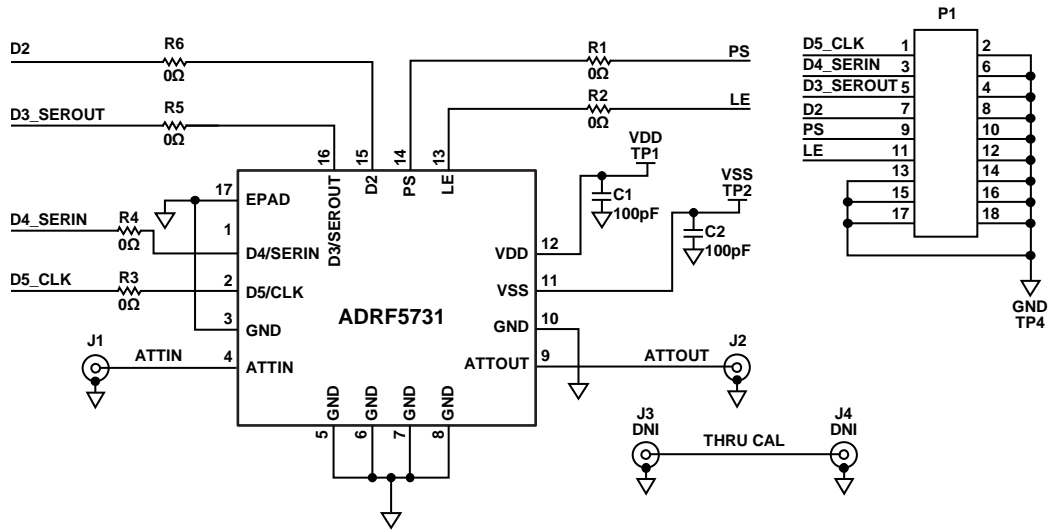 P1
D2
R6
0Ω
R1
0Ω
PS
D3_SEROUT
R5
0Ω
R2
0Ω
LE
D5_CLK 1 2
D4_SERIN 3 6
D3_SEROUT 5 4
D2 7 8
PS 9 10
LE 11 12
13 14
15 16
17 18
GND
TP4
16 15 14 13
D3/SEROUT D2 PS LE
VDD
TP1
C1
100pF
VSS
TP2
C2
100pF
17 EPAD
D4_SERIN
R4
0Ω
1
D4/SERIN
D5_CLK
R3
0Ω
2
D5/CLK
3
GND
4
ATTIN
J1
ATTIN
ADRF5731
12
VDD
11
VSS
10
GND
9
ATTOUT
ATTOUT
J2
GND GND GND GND
5 6 7 8
J3
DNI
THRU CAL
J4
DNI